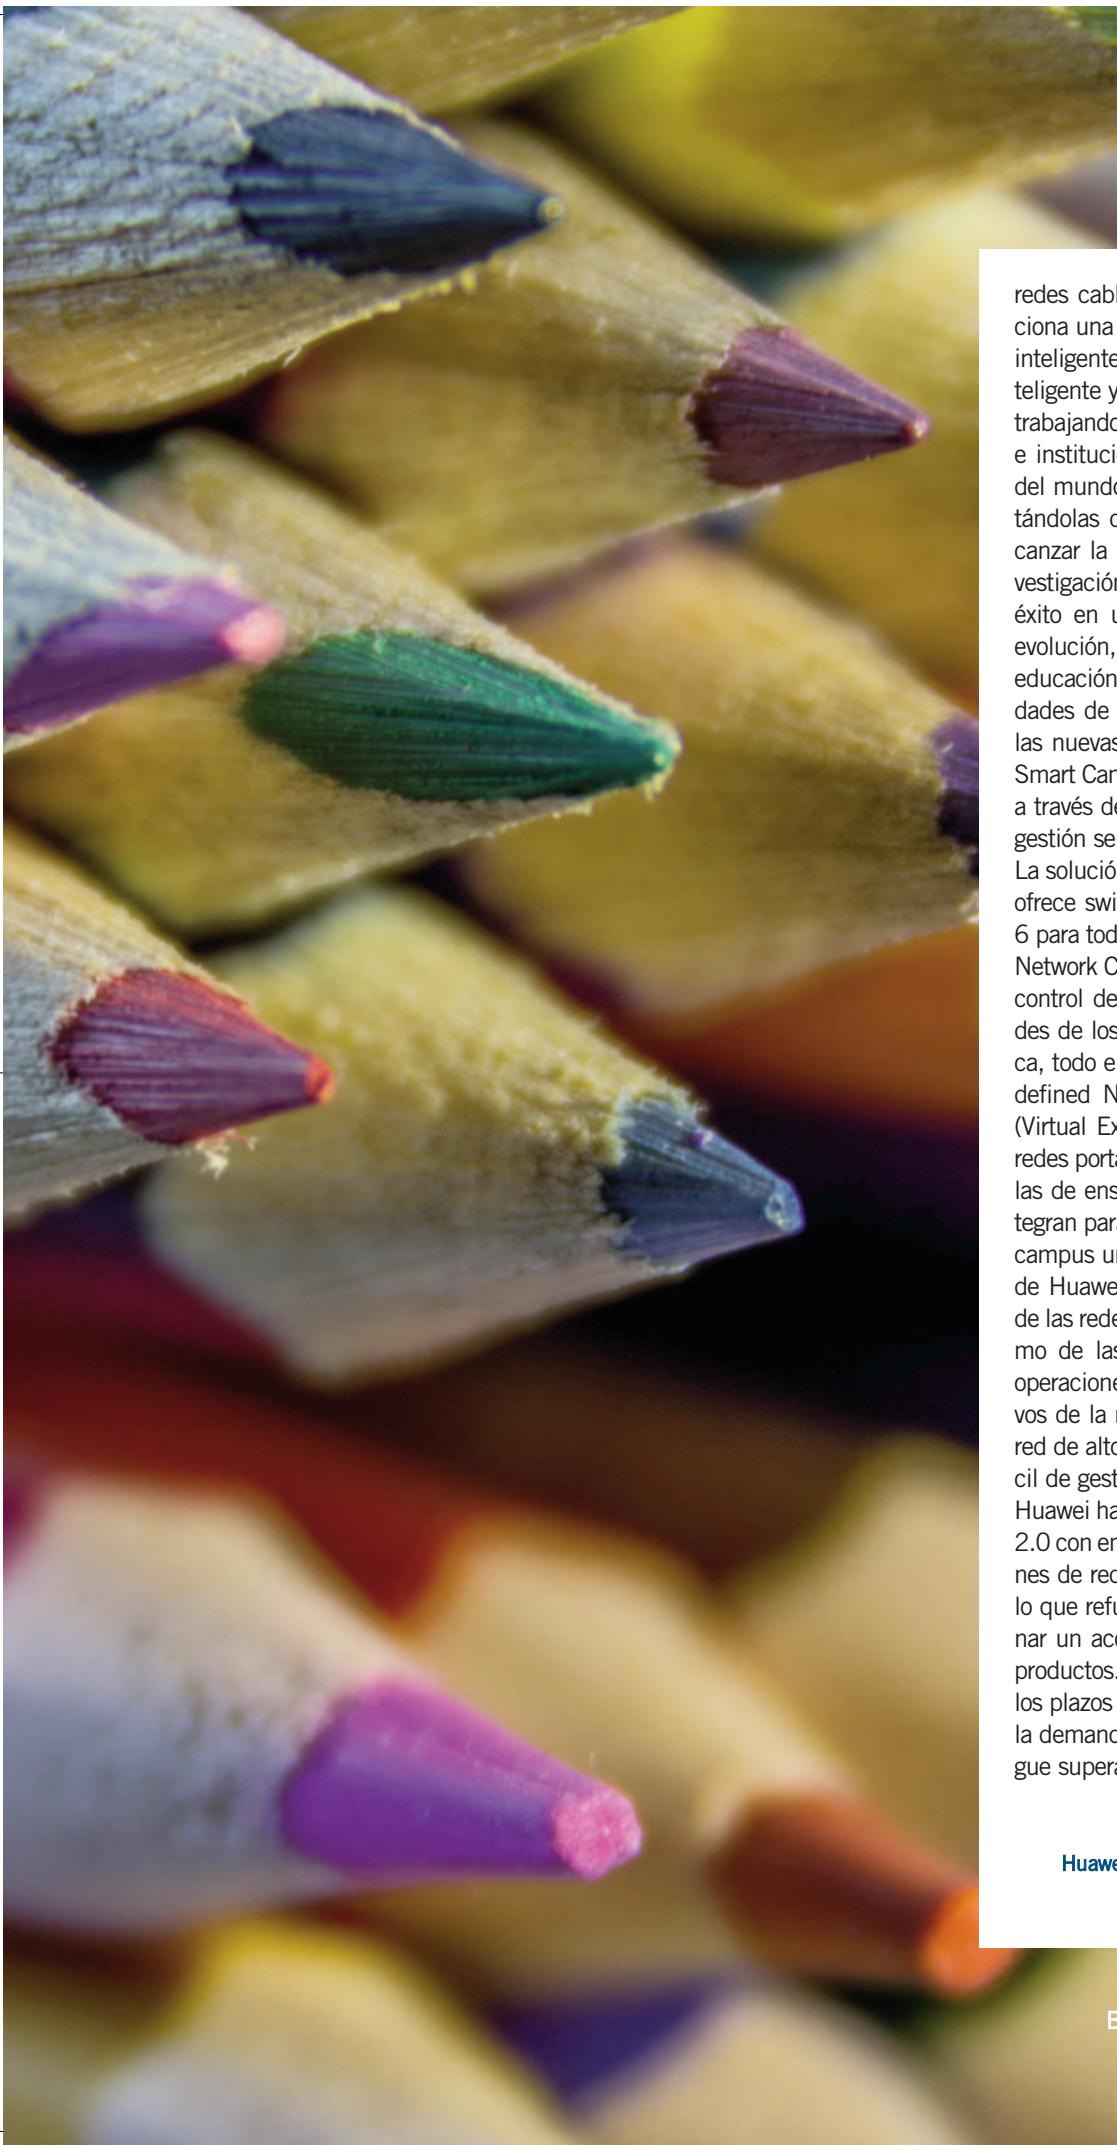 redes cabl
ciona una
inteligente
teligente y
trabajando
e instituci
del mundo
tándolas c
canzar la
vestigación
éxito en u
evolución,
educación
dades de
las nuevas
Smart Cam
a través de
gestión se
La solució
ofrece swi
6 para tod
Network C
control de
des de los
ca, todo e
defined N
(Virtual Ex
redes porta
las de ens
tegran para
campus un
de Huawe
de las rede
mo de las
operacione
vos de la
red de alto
cil de gest
Huawei ha
2.0 con en
nes de red
lo que refu
nar un acc
productos.
los plazos
la demand
gue supera
Huawe